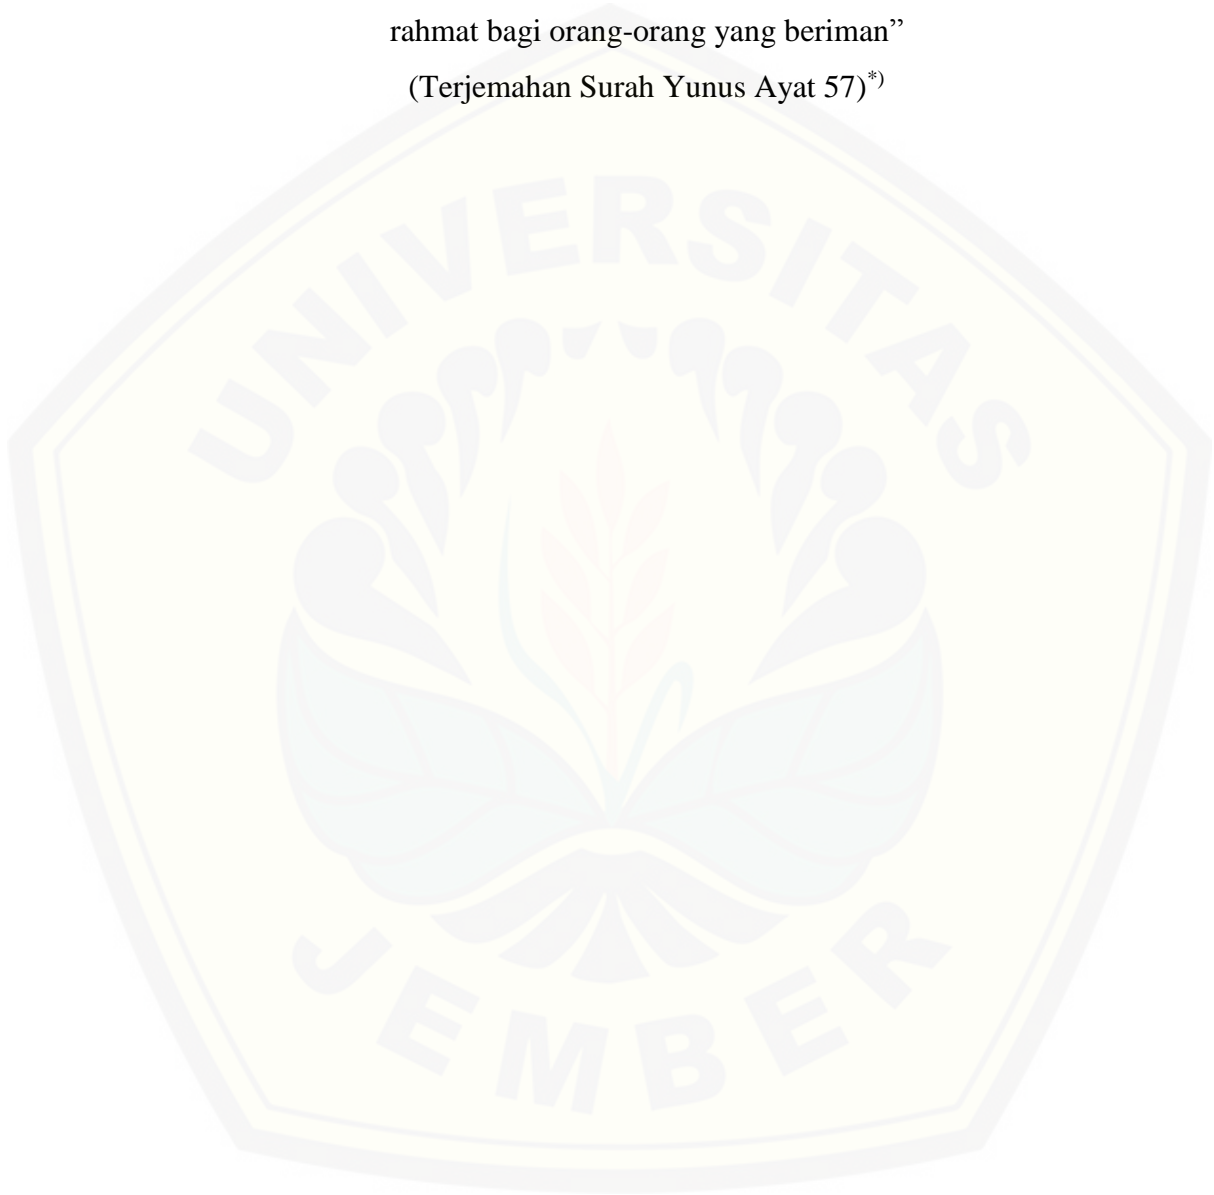 rahmat bagi orang-orang yang beriman”
(Terjemahan Surah Yunus Ayat 57)*)
UNIVERSITAS
JEMBER